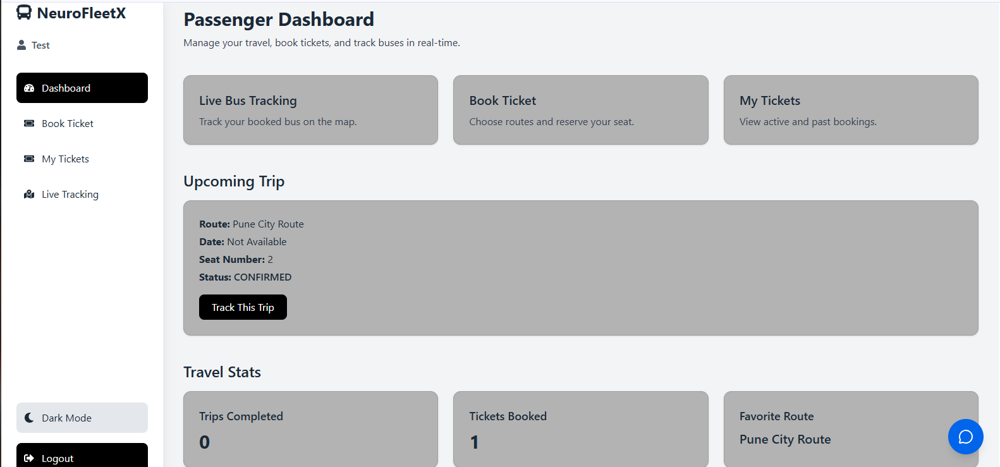 NeuroFleetX
Test
Dashboard
Book Ticket
My Tickets
Live Tracking
Dark Mode
Logout
Passenger Dashboard
Manage your travel, book tickets, and track buses in real-time.
Live Bus Tracking
Track your booked bus on the map.
Book Ticket
Choose routes and reserve your seat.
My Tickets
View active and past bookings.
Upcoming Trip
Route: Pune City Route
Date: Not Available
Seat Number: 2
Status: CONFIRMED
Track This Trip
Travel Stats
Trips Completed
0
Tickets Booked
1
Favorite Route
Pune City Route